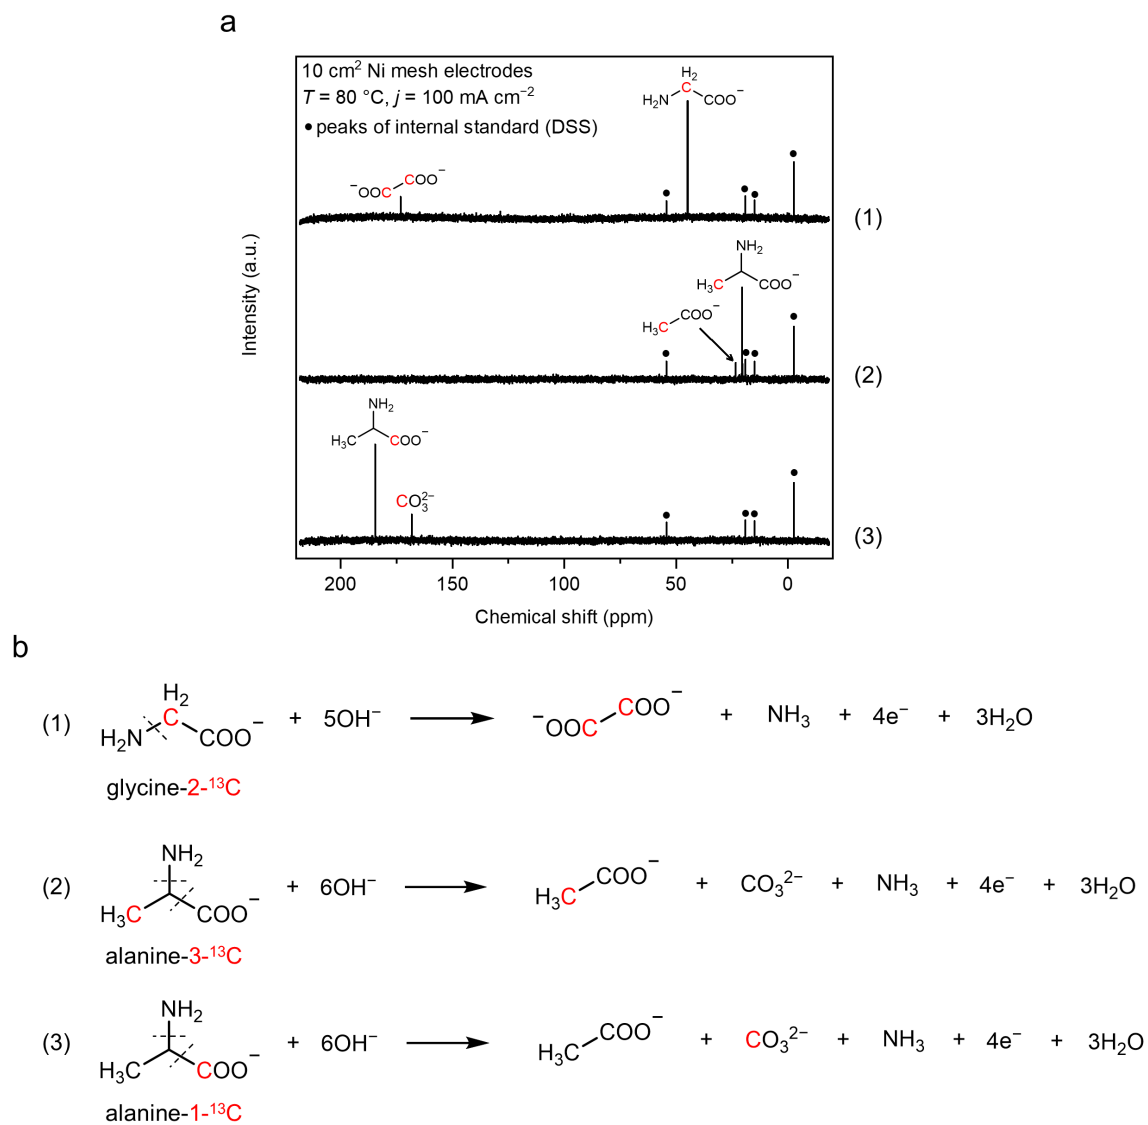 a
10 cm² Ni mesh electrodes
T = 80 °C, j = 100 mA cm⁻²
• peaks of internal standard (DSS)
H₂
C
H₂N COO⁻
⁻OOC COO⁻
(1)
NH₂
H₃C COO⁻
H₃C COO⁻
(2)
NH₂
H₃C COO⁻
CO₃²⁻
(3)
Intensity (a.u.)
200 150 100 50 0
Chemical shift (ppm)
b
(1) H₂N C H₂ COO⁻ + 5OH⁻ ⁻OOC COO⁻ + NH₃ + 4e⁻ + 3H₂O
glycine-2-¹³C
(2) NH₂ H₃C COO⁻ + 6OH⁻ H₃C COO⁻ + CO₃²⁻ + NH₃ + 4e⁻ + 3H₂O
alanine-3-¹³C
(3) NH₂ H₃C COO⁻ + 6OH⁻ H₃C COO⁻ + CO₃²⁻ + NH₃ + 4e⁻ + 3H₂O
alanine-1-¹³C